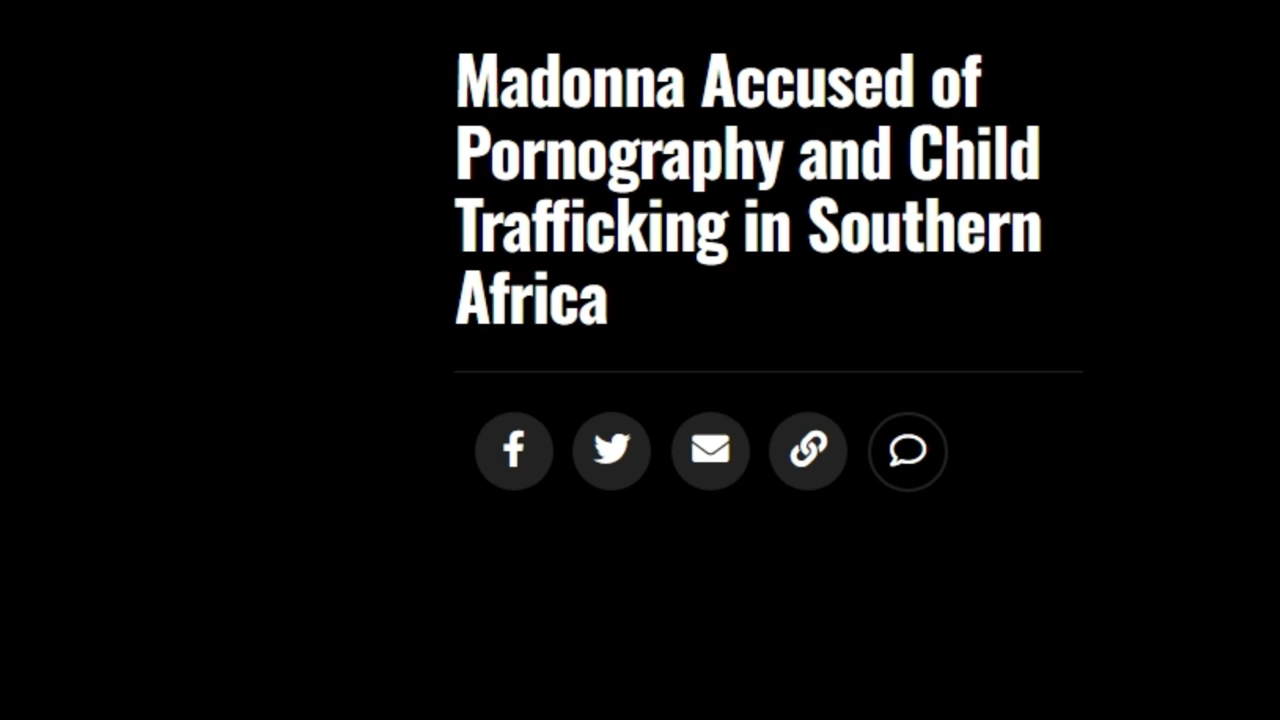 Madonna Accused of
Pornography and Child
Trafficking in Southern
Africa